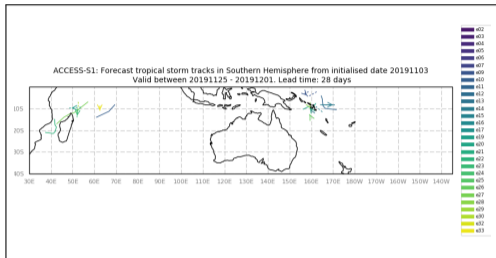 ACCESS-S1: Forecast tropical storm tracks in Southern Hemisphere from initialised date 20191103
Valid between 20191125 - 20191201. Lead time: 28 days
10S
20S
30S
40S
30E 40E 50E 60E 70E 80E 90E 100E 110E 120E 130E 140E 150E 160E 170E 180W 170W 160W 150W 140W
e02
e03
e04
e05
e06
e07
e09
e10
e11
e12
e13
e14
e15
e16
e17
e19
e20
e21
e22
e23
e24
e25
e26
e27
e28
e29
e30
e32
e33